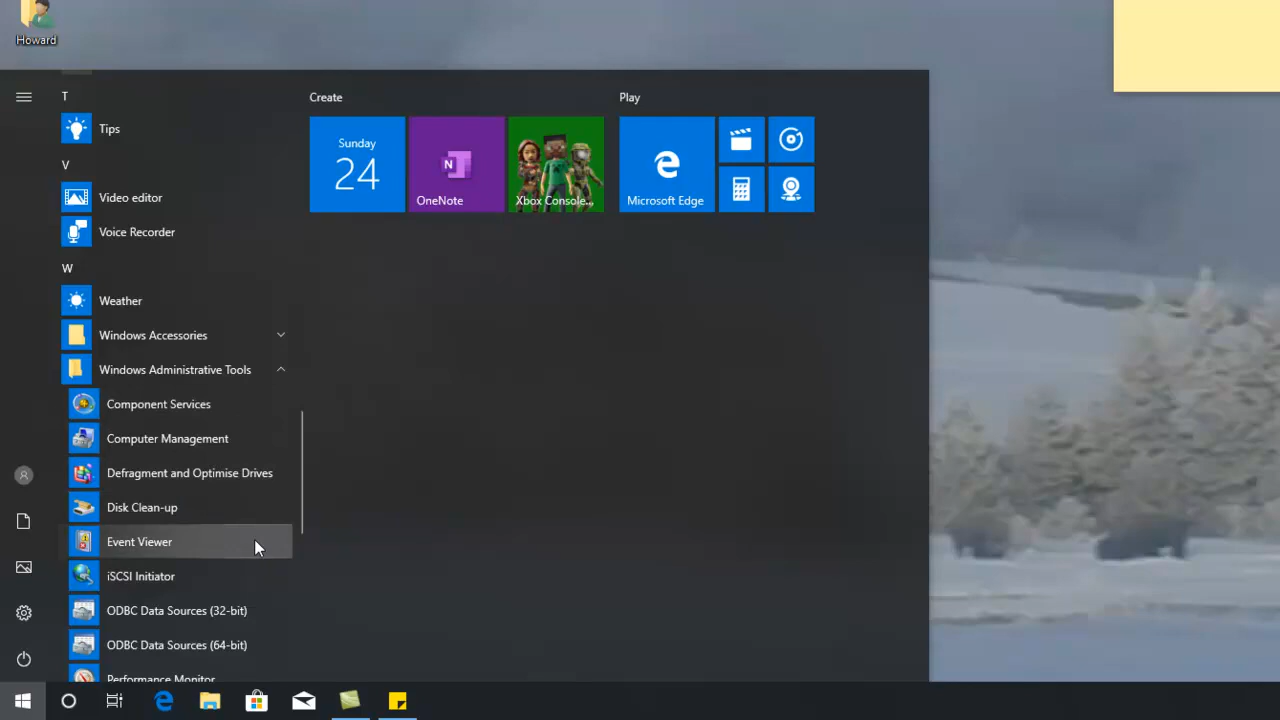 Howard
T
Tips
V
Video editor
Voice Recorder
W
Weather
Windows Accessories
Windows Administrative Tools
Component Services
Computer Management
Defragment and Optimise Drives
Disk Clean-up
Event Viewer
iSCSI Initiator
ODBC Data Sources (32-bit)
ODBC Data Sources (64-bit)
Performance Monitor
Create
Sunday
24
N
OneNote
Xbox Console...
Play
Microsoft Edge